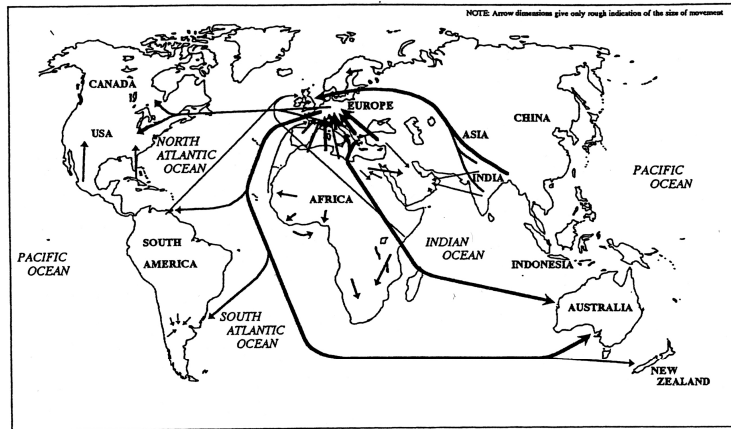 NOTE: Arrow dimensions give only rough indication of the size of movement
CANADA
EUROPE
CHINA
USA
ASIA
NORTH
ATLANTIC
OCEAN
INDIA
PACIFIC
OCEAN
AFRICA
SOUTH
AMERICA
INDIAN
OCEAN
PACIFIC
OCEAN
INDONESIA
AUSTRALIA
SOUTH
ATLANTIC
OCEAN
NEW
ZEALAND